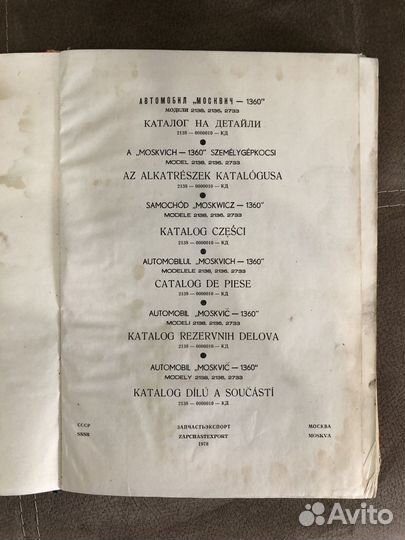 АВТОМОБИЛ „МОСКВИЧ — 1360"
МОДЕЛИ 2138, 2136, 2733
КАТАЛОГ НА ДЕТАЙЛИ
2138 — 0000010 — КД
A „MOSKVICH — 1360" SZEMÉLYGÉPKOCSI
MODEL 2138, 2136, 2733
AZ ALKATRÉSZEK KATALÓGUSA
2138 — 0000010 — КД
SAMOCHÓD „MOSKWICZ — 1360"
MODELE 2138, 2136, 2733
KATALOG CZĘŚCI
2138 — 0000010 — КД
AUTOMOBILUL „MOSKVICH — 1360"
MODELELE 2138, 2136, 2733
CATALOG DE PIESE
2138 — 0000010 — КД
AUTOMOBIL „MOSKVIĆ — 1360"
MODELI 2138, 2136, 2733
KATALOG REZERVNIH DELOVA
2138 — 0000010 — КД
AUTOMOBIL „MOSKVIČ — 1360"
MODELY 2138, 2136, 2733
KATALOG DÍLŮ A SOUČÁSTÍ
2138 — 0000010 — КД
СССР ЗАПЧАСТЬЭКСПОРТ МОСКВА
SSSR ZAPCHASTEXPORT MOSKVA
1978
Avito